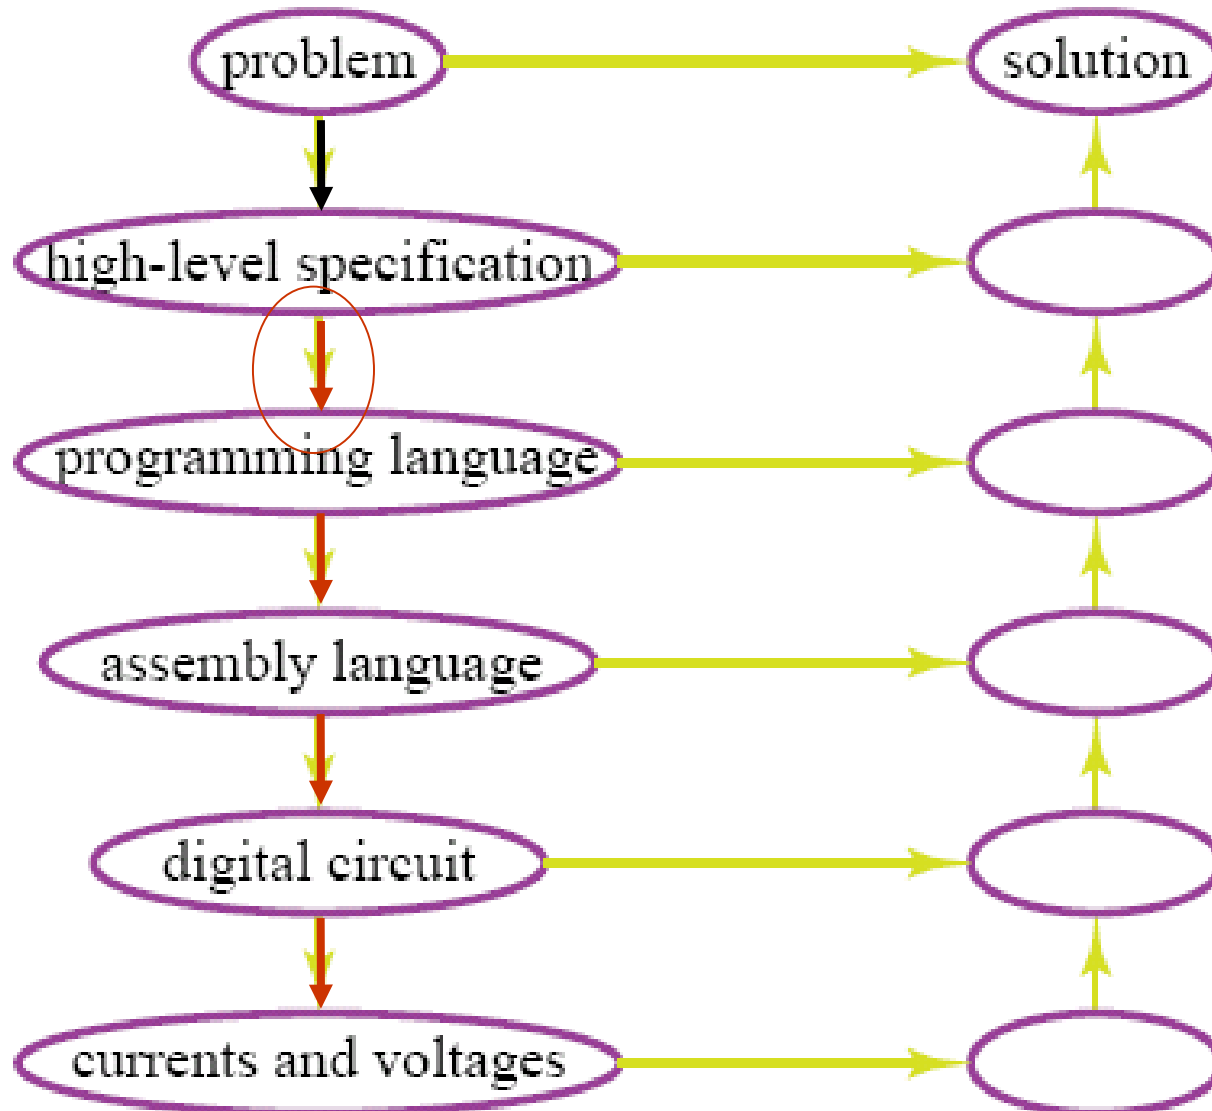 problem
solution
high-level specification
programming language
assembly language
digital circuit
currents and voltages